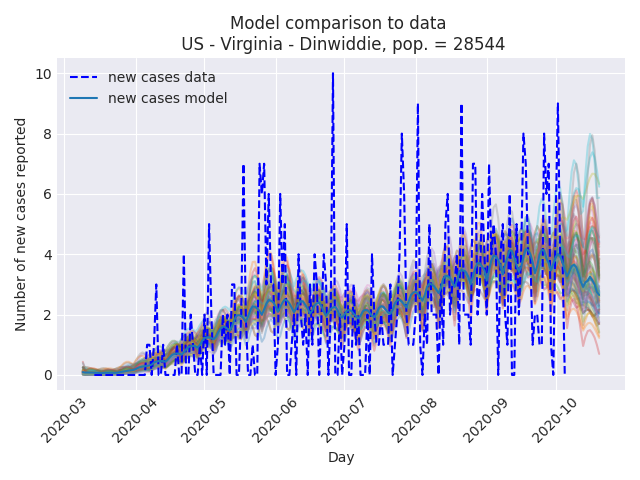 Model comparison to data
US - Virginia - Dinwiddie, pop. = 28544
new cases data
new cases model
Number of new cases reported
10
8
6
4
2
0
2020-03
2020-04
2020-05
2020-06
2020-07
2020-08
2020-09
2020-10
Day